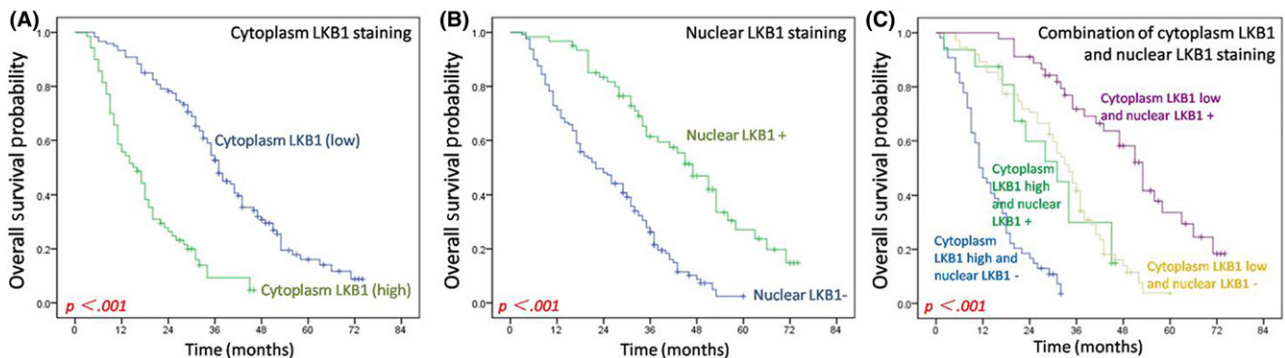 (A)
Cytoplasm LKB1 staining
Overall survival probability
1.0
0.8
0.6
0.4
0.2
0.0
Cytoplasm LKB1 (low)
Cytoplasm LKB1 (high)
p <.001
0 12 24 36 48 60 72 84
Time (months)
(B)
Nuclear LKB1 staining
Overall survival probability
1.0
0.8
0.6
0.4
0.2
0.0
Nuclear LKB1 +
Nuclear LKB1-
p <.001
0 12 24 36 48 60 72 84
Time (months)
(C)
Combination of cytoplasm LKB1
and nuclear LKB1 staining
Overall survival probability
1.0
0.8
0.6
0.4
0.2
0.0
Cytoplasm LKB1 low
and nuclear LKB1 +
Cytoplasm
LKB1 high
and nuclear
LKB1 +
Cytoplasm
LKB1 high and
nuclear LKB1 -
Cytoplasm LKB1 low
and nuclear LKB1 -
p <.001
0 12 24 36 48 60 72 84
Time (months)